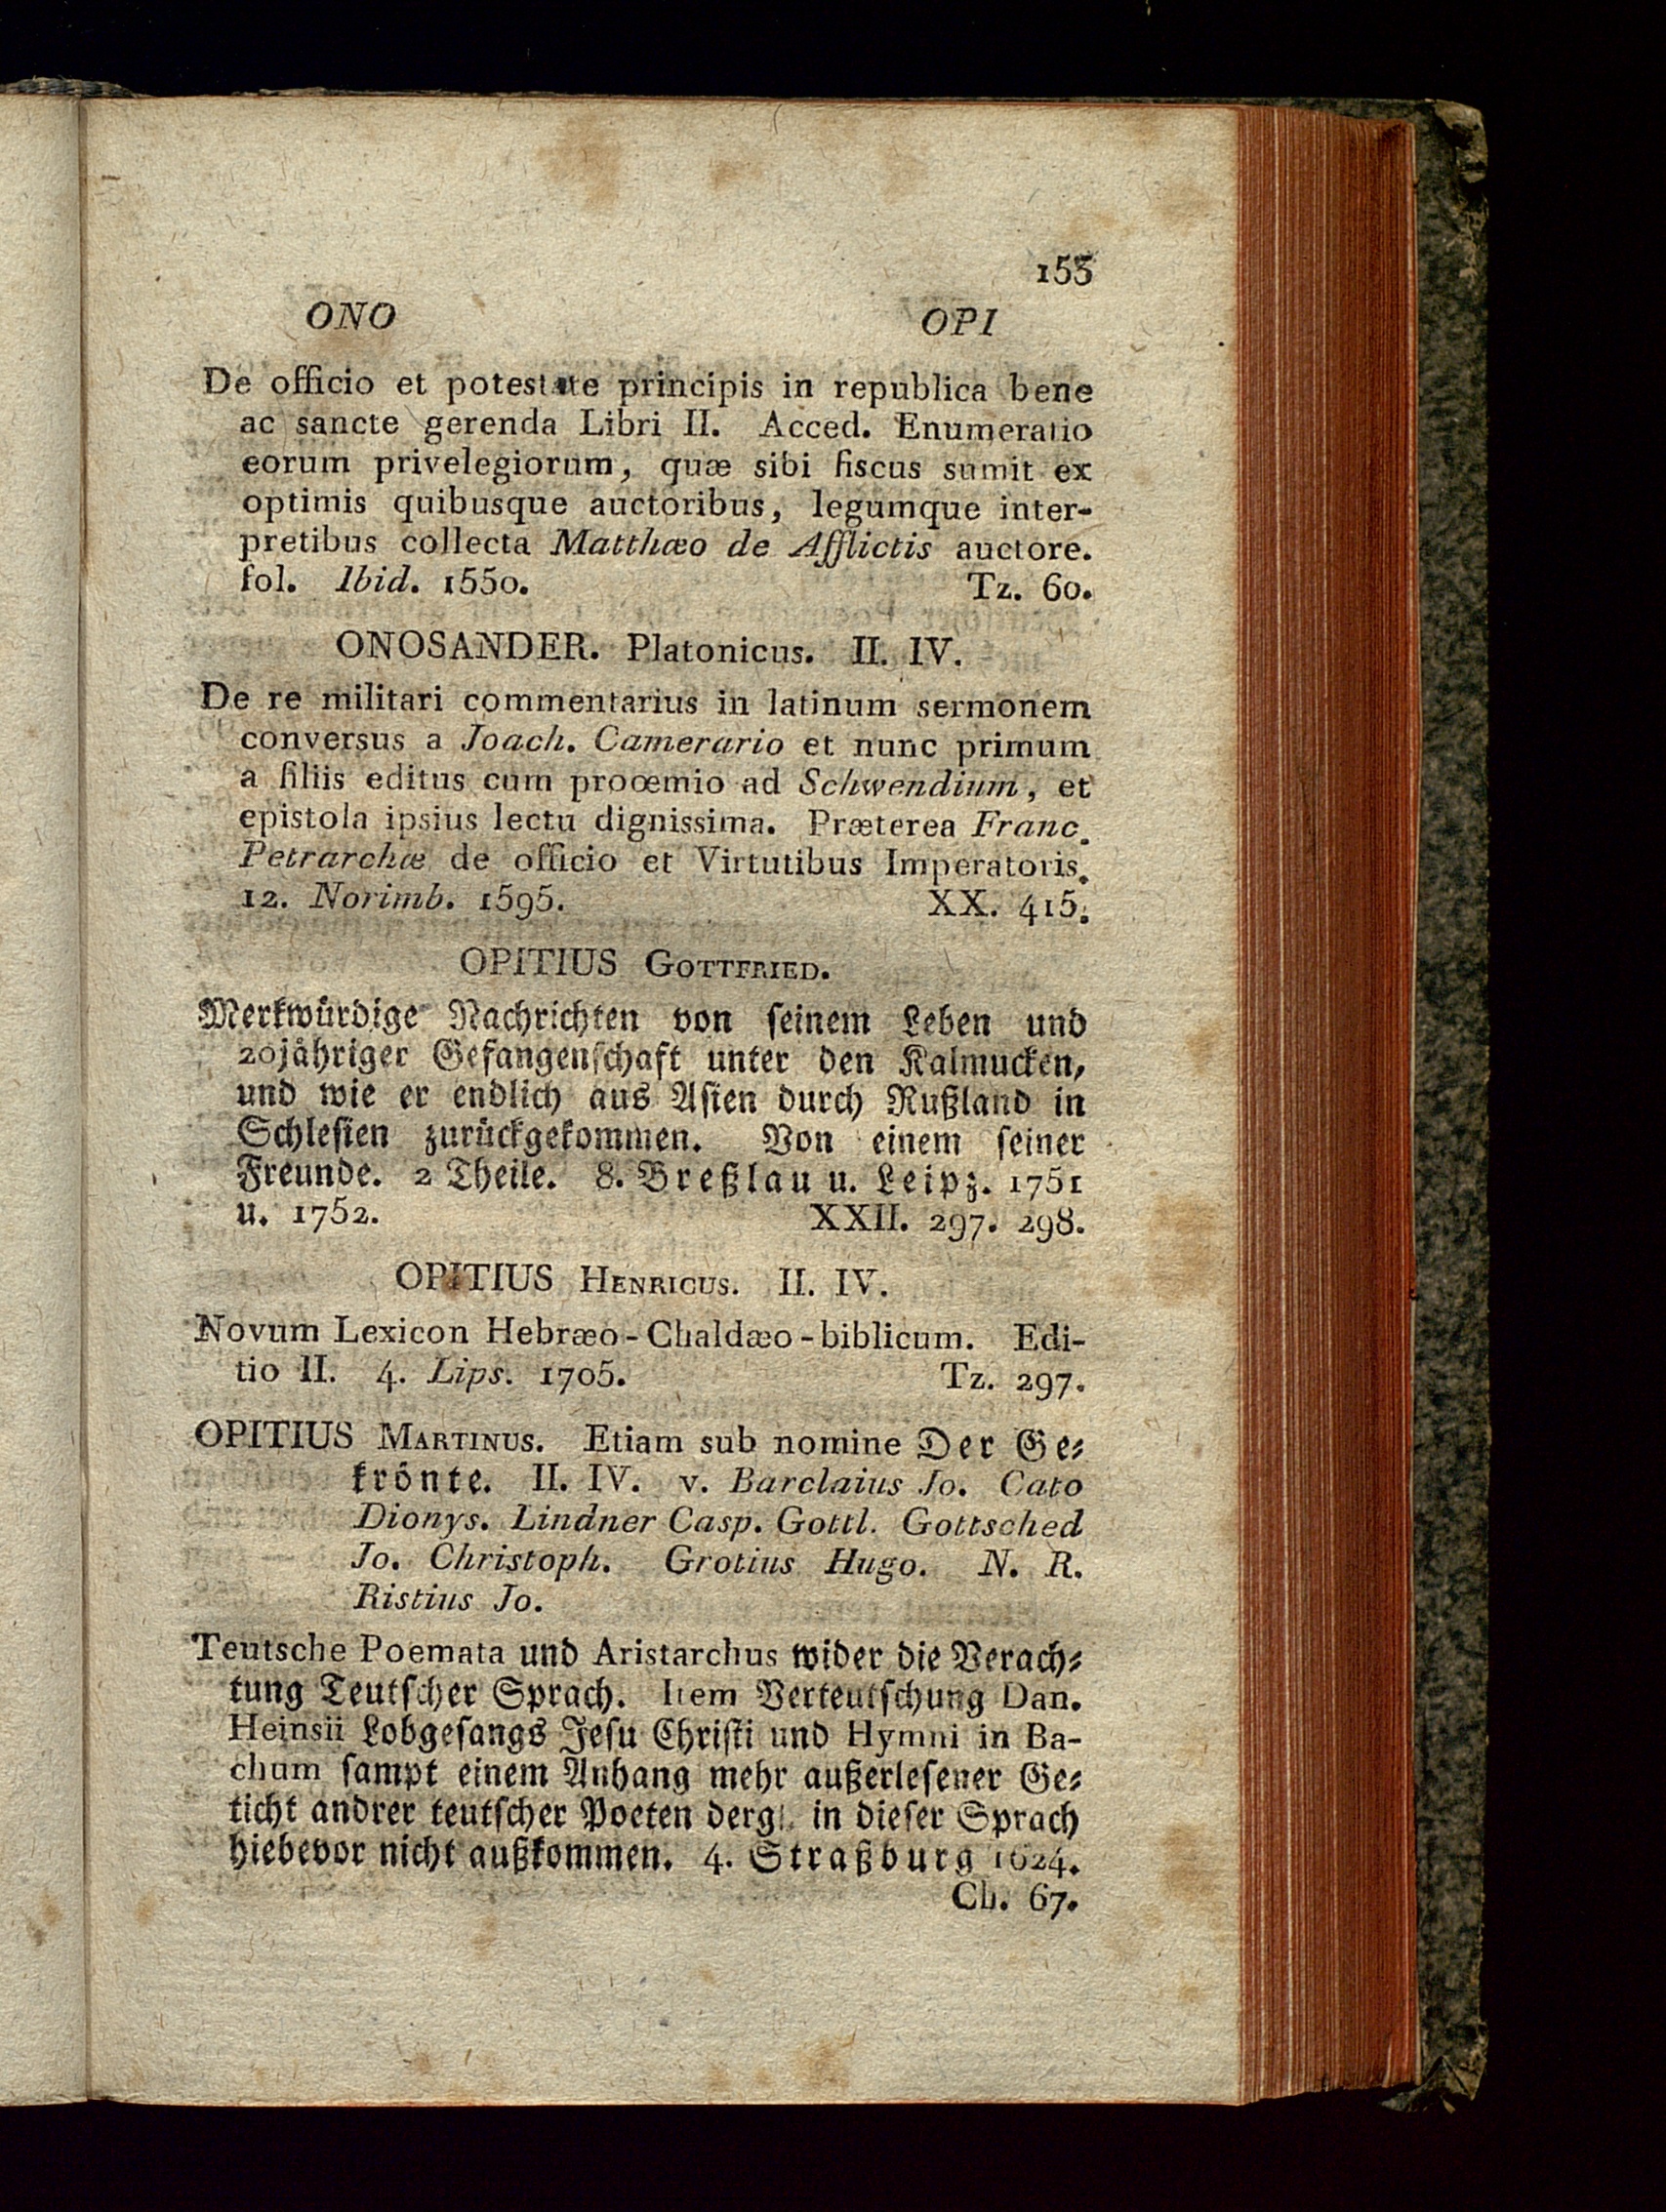 155
ONO OPI
De officio et potestate principis in republica bene
ac sancte gerenda Libri II. Acced. Enumeratio
eorum privelegiorum, quæ sibi fiscus sumit ex
optimis quibusque auctoribus, legumque inter-
pretibus collecta Matthæo de Afflictis auctore.
fol. Ibid. 1550. Tz. 60.
ONOSANDER. Platonicus. II. IV.
De re militari commentarius in latinum sermonem
conversus a Joach. Camerario et nunc primum
a filiis editus cum proœmio ad Schwendium, et
epistola ipsius lectu dignissima. Præterea Franc.
Petrarchæ de officio et Virtutibus Imperatoris.
12. Norimb. 1595. XX. 415.
OPITIUS GOTTFRIED.
Merkwürdige Nachrichten von seinem Leben und
20jähriger Gefangenschaft unter den Kalmucken,
und wie er endlich aus Asien durch Rußland in
Schlesien zurückgekommen. Von einem seiner
Freunde. 2 Theile. 8. Breßlau u. Leipz. 1751
u. 1752. XXII. 297. 298.
OPITIUS HENRICUS. II. IV.
Novum Lexicon Hebræo-Chaldæo-biblicum. Edi-
tio II. 4. Lips. 1705. Tz. 297.
OPITIUS MARTINUS. Etiam sub nomine Der Ge-
krönte. II. IV. v. Barclaius Jo. Cato
Dionys. Lindner Casp. Gottl. Gottsched
Jo. Christoph. Grotius Hugo. N. R.
Ristius Jo.
Teutsche Poemata und Aristarchus wider die Verach-
tung Teutscher Sprach. Item Verteutschung Dan.
Heinsii Lobgesangs Jesu Christi und Hymni in Ba-
chum sampt einem Anhang mehr außerlesener Ge-
ticht andrer teutscher Poeten dergl. in dieser Sprach
hiebevor nicht außkommen. 4. Straßburg 1624.
Ch. 67.